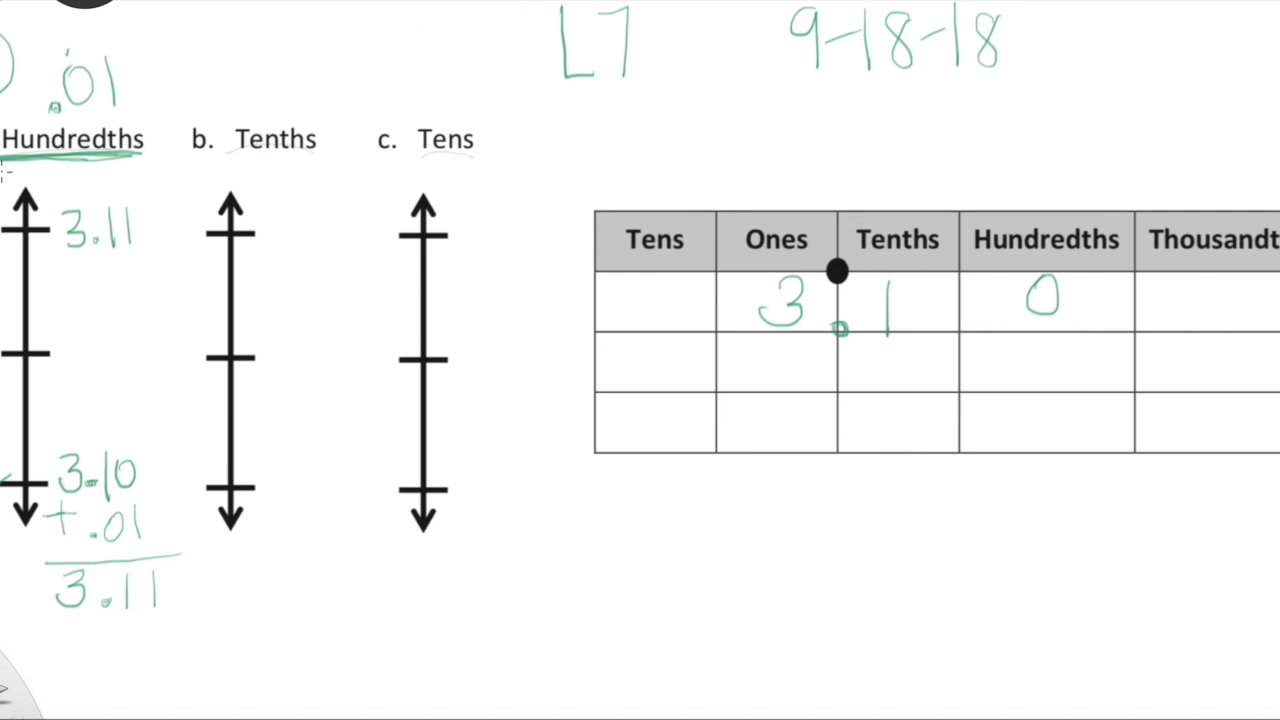 L7 9-18-18
.01
Hundredths b. Tenths c. Tens
3.11
Tens Ones Tenths Hundredths Thousandt
3 . 1 0
3.10
+ .01
3.11